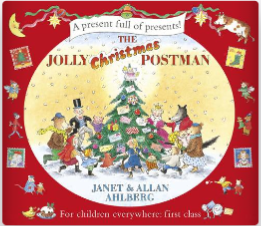 A present full of presents!
THE
JOLLY Christmas POSTMAN
JANET & ALLAN
AHLBERG
For children everywhere: first class